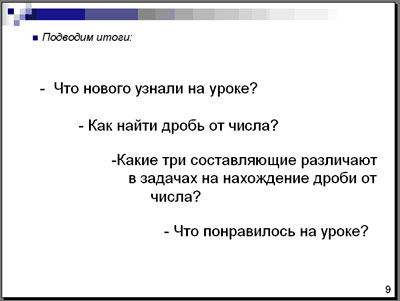 Подводим итоги:
- Что нового узнали на уроке?
- Как найти дробь от числа?
-Какие три составляющие различают
в задачах на нахождение дроби от
числа?
- Что понравилось на уроке?
9